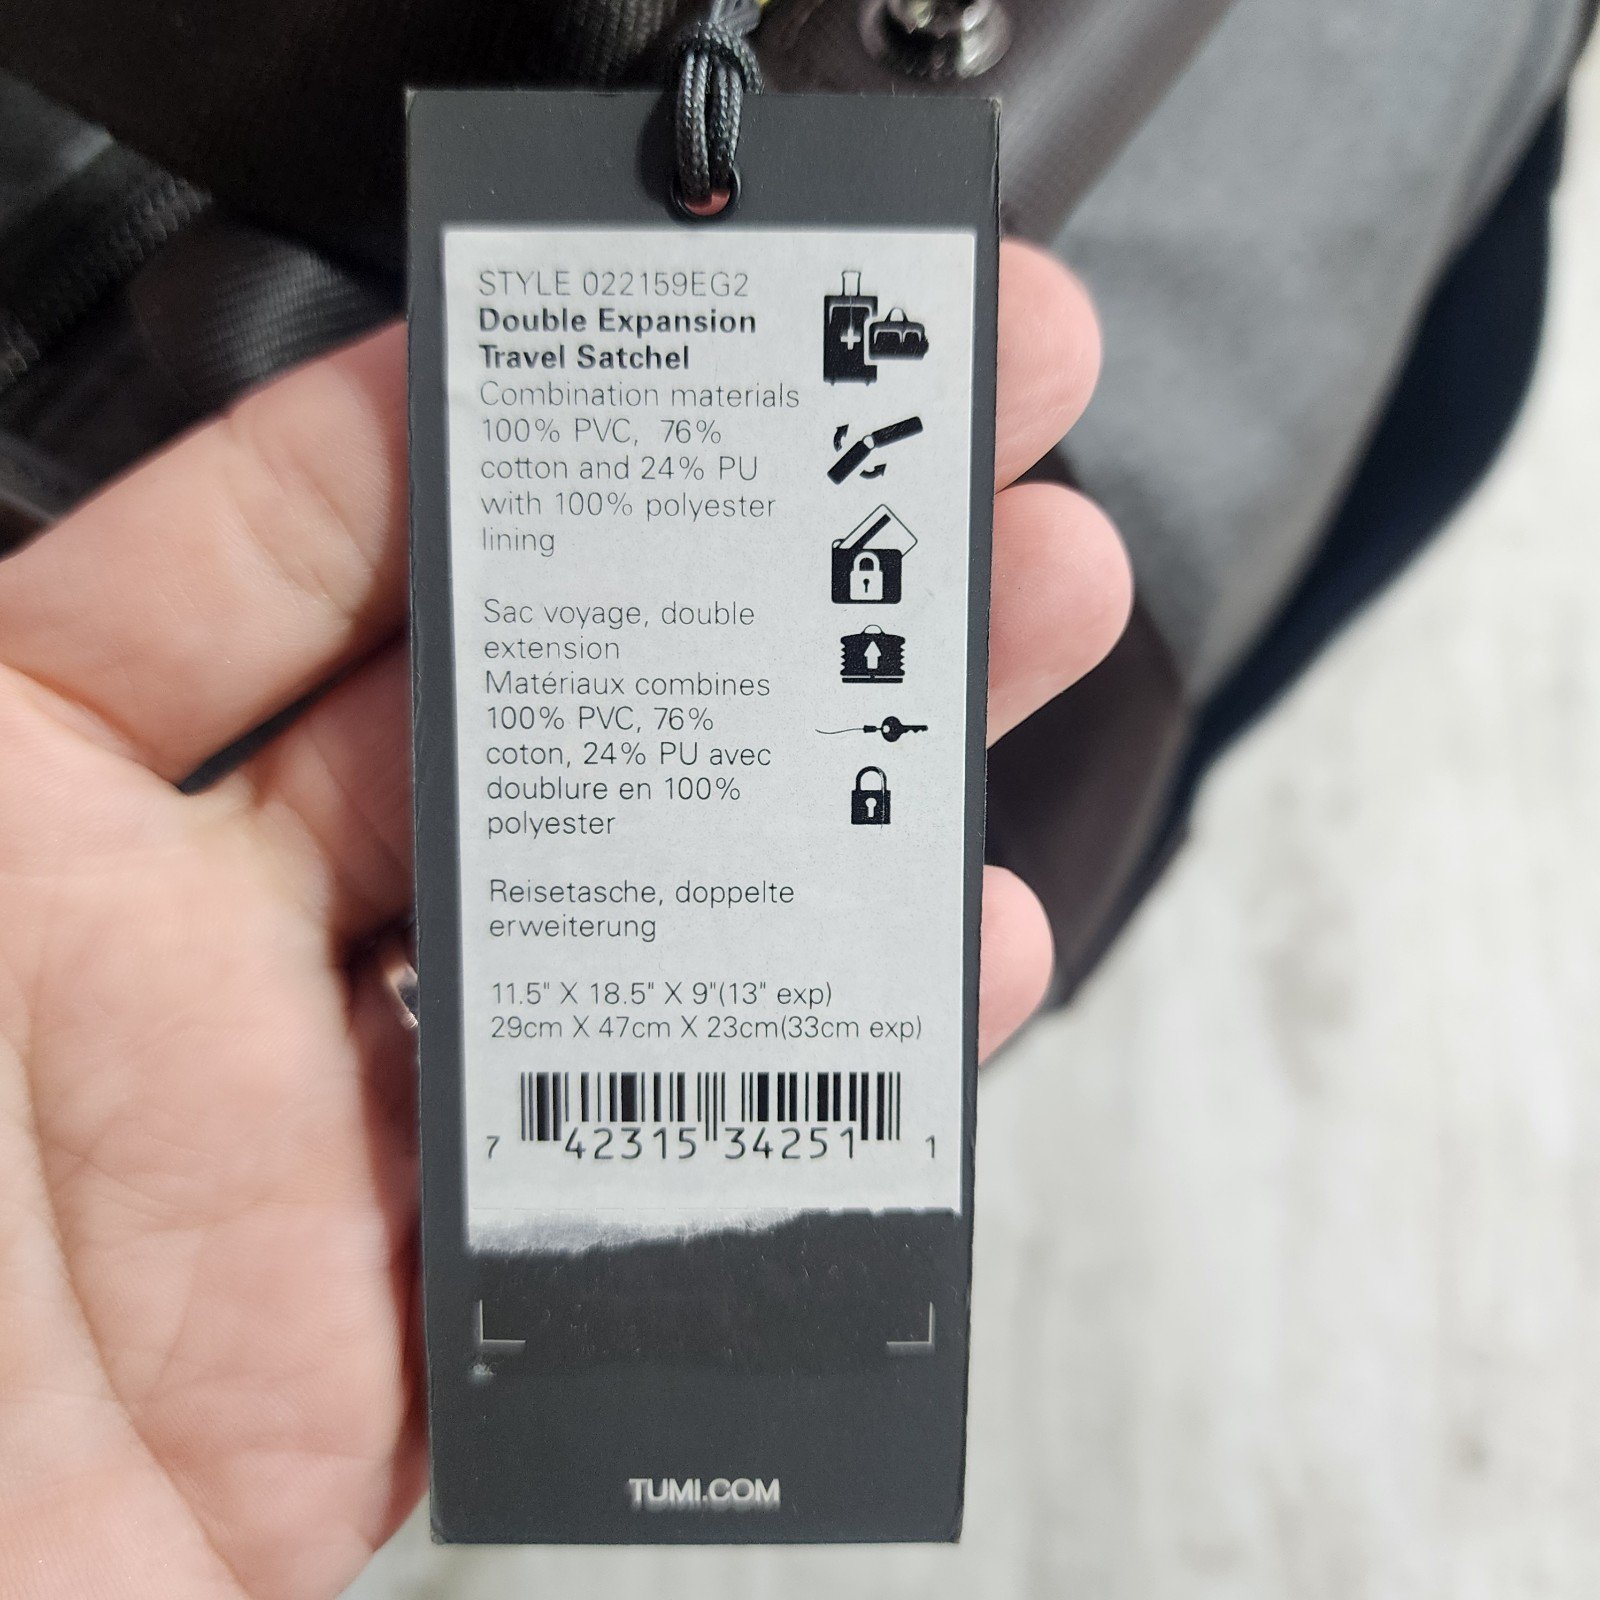 STYLE 022159EG2
Double Expansion
Travel Satchel
Combination materials
100% PVC, 76%
cotton and 24% PU
with 100% polyester
lining
Sac voyage, double
extension
Matériaux combines
100% PVC, 76%
coton, 24% PU avec
doublure en 100%
polyester
Reisetasche, doppelte
erweiterung
11.5" X 18.5" X 9"(13" exp)
29cm X 47cm X 23cm(33cm exp)
7 42315 34251 1
TUMI.COM